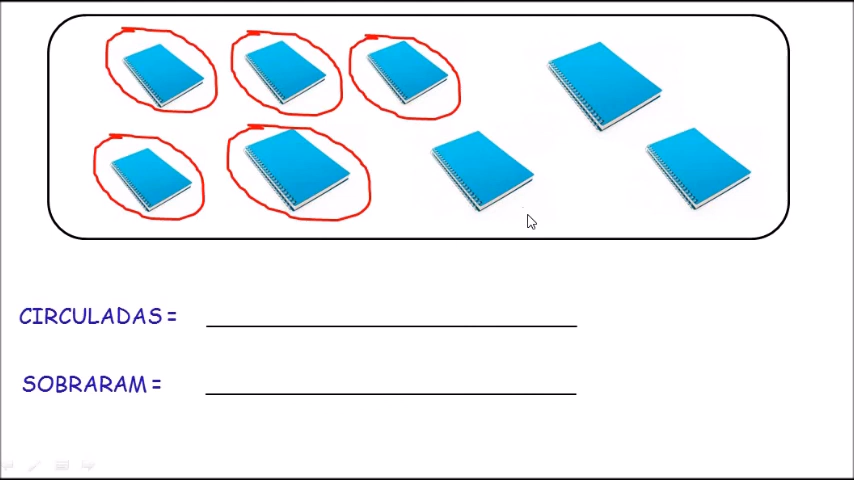 CIRCULADAS =
SOBRARAM =